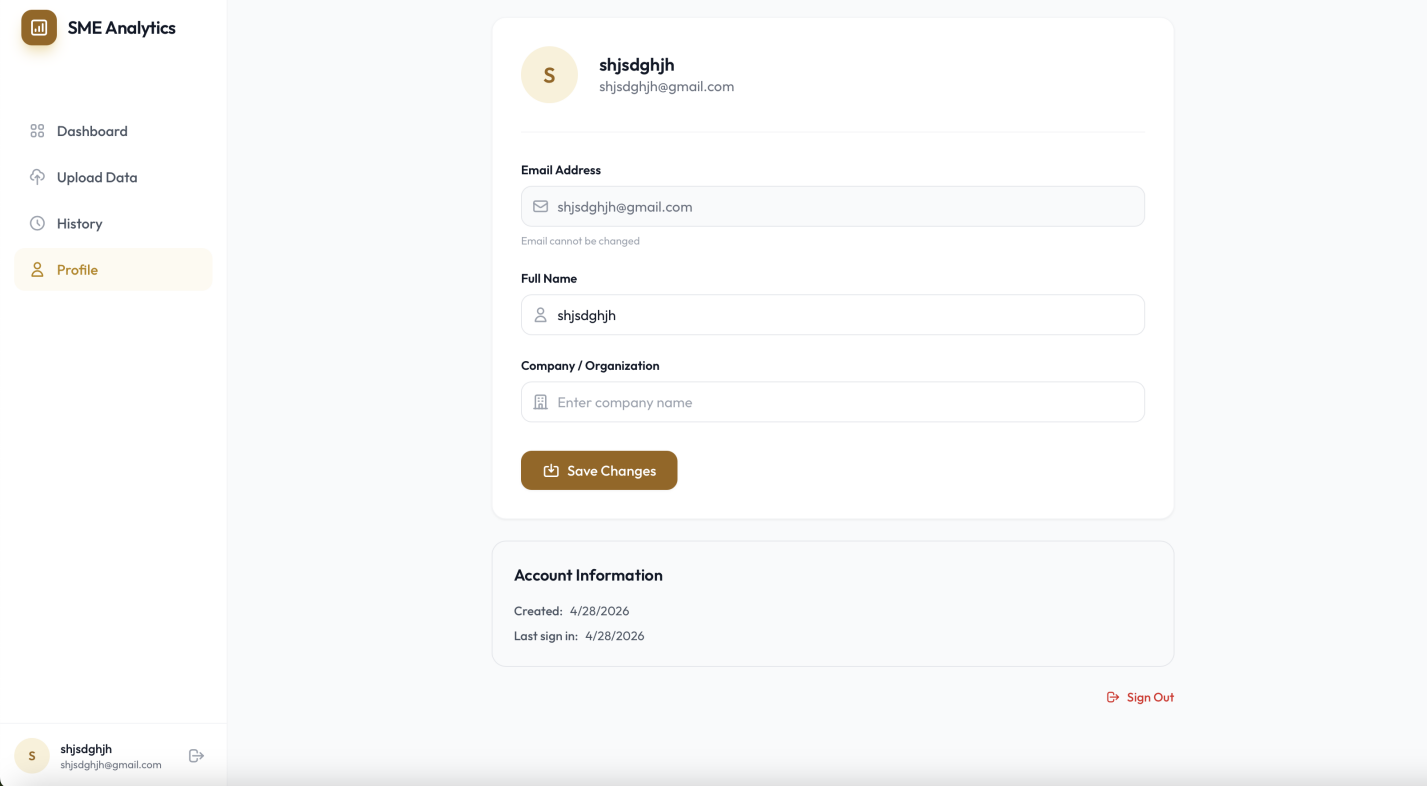 SME Analytics
Dashboard
Upload Data
History
Profile
S
shjsdghjh
shjsdghjh@gmail.com
S
shjsdghjh
shjsdghjh@gmail.com
Email Address
shjsdghjh@gmail.com
Email cannot be changed
Full Name
shjsdghjh
Company / Organization
Enter company name
Save Changes
Account Information
Created: 4/28/2026
Last sign in: 4/28/2026
Sign Out